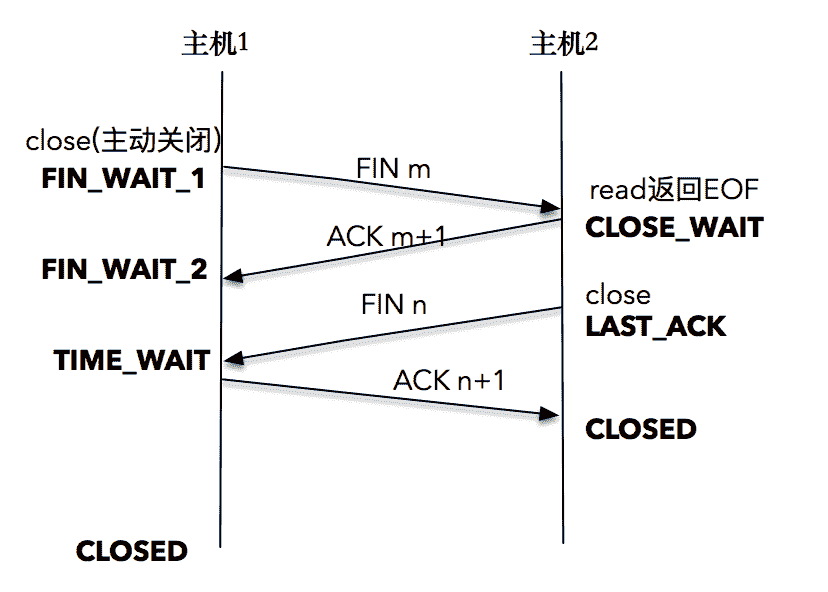 主机1
主机2
close(主动关闭)
FIN_WAIT_1
FIN m
read返回EOF
CLOSE_WAIT
ACK m+1
FIN_WAIT_2
close
FIN n
LAST_ACK
TIME_WAIT
ACK n+1
CLOSED
CLOSED